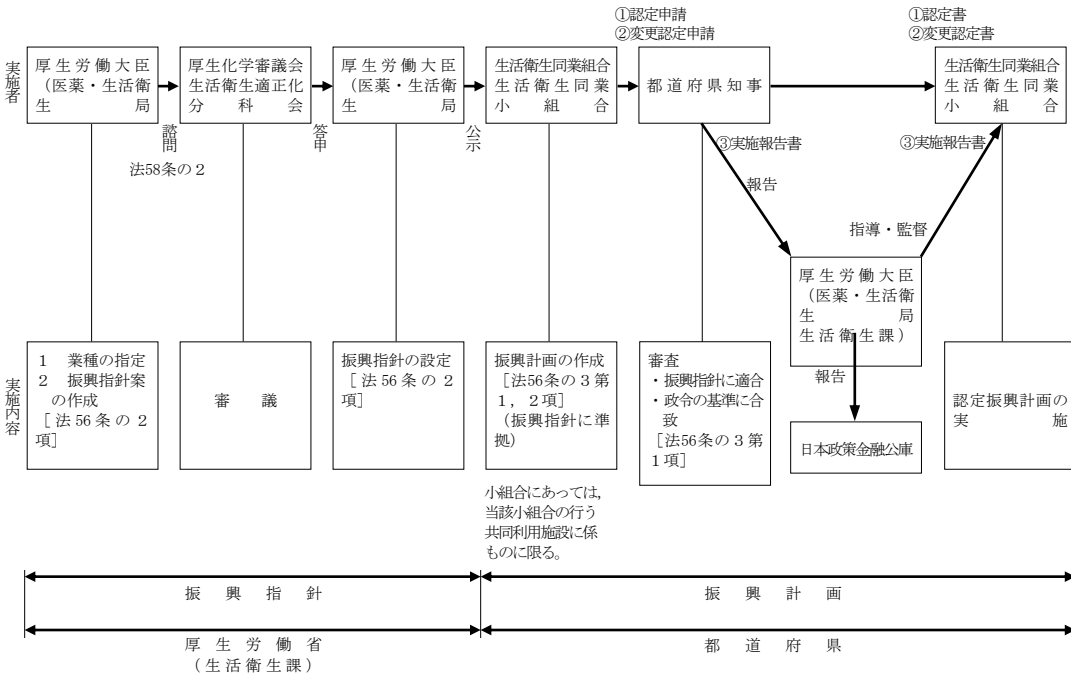 ①認定申請
②変更認定申請
①認定書
②変更認定書
実施者
厚生労働大臣
（医薬・生活衛
生局
厚生化学審議会
生活衛生適正化
分科会
厚生労働大臣
（医薬・生活衛
生局
生活衛生同業組合
生活衛生同業
小組合
都道府県知事
生活衛生同業組合
生活衛生同業
小組合
諮問
法58条の２
答申
公示
③実施報告書
③実施報告書
報告
指導・監督
厚生労働大臣
（医薬・生活衛
生局
生活衛生課）
実施内容
１　業種の指定
２　振興指針案
の作成
［法56条の２
項］
審議
振興指針の設定
［法56条の２
項］
振興計画の作成
［法56条の３第
１，２項］
（振興指針に準
拠）
審査
・振興指針に適合
・政令の基準に合
致
［法56条の３第
１項］
報告
日本政策金融公庫
認定振興計画の
実施
小組合にあっては，
当該小組合の行う
共同利用施設に係
ものに限る。
振興指針
振興計画
厚生労働省
（生活衛生課）
都道府県